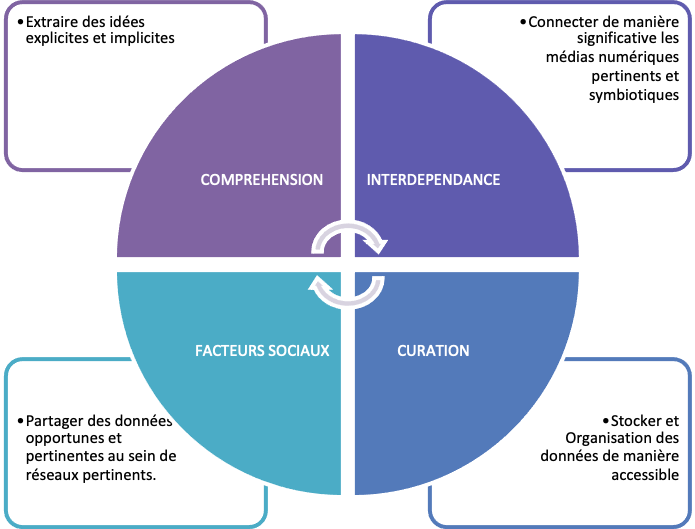 •Extraire des idées
explicites et implicites
•Connecter de manière
significative les
médias numériques
pertinents et
symbiotiques
COMPREHENSION
INTERDEPENDANCE
FACTEURS SOCIAUX
CURATION
•Partager des données
opportunes et
pertinentes au sein de
réseaux pertinents.
•Stocker et
Organisation des
données de manière
accessible